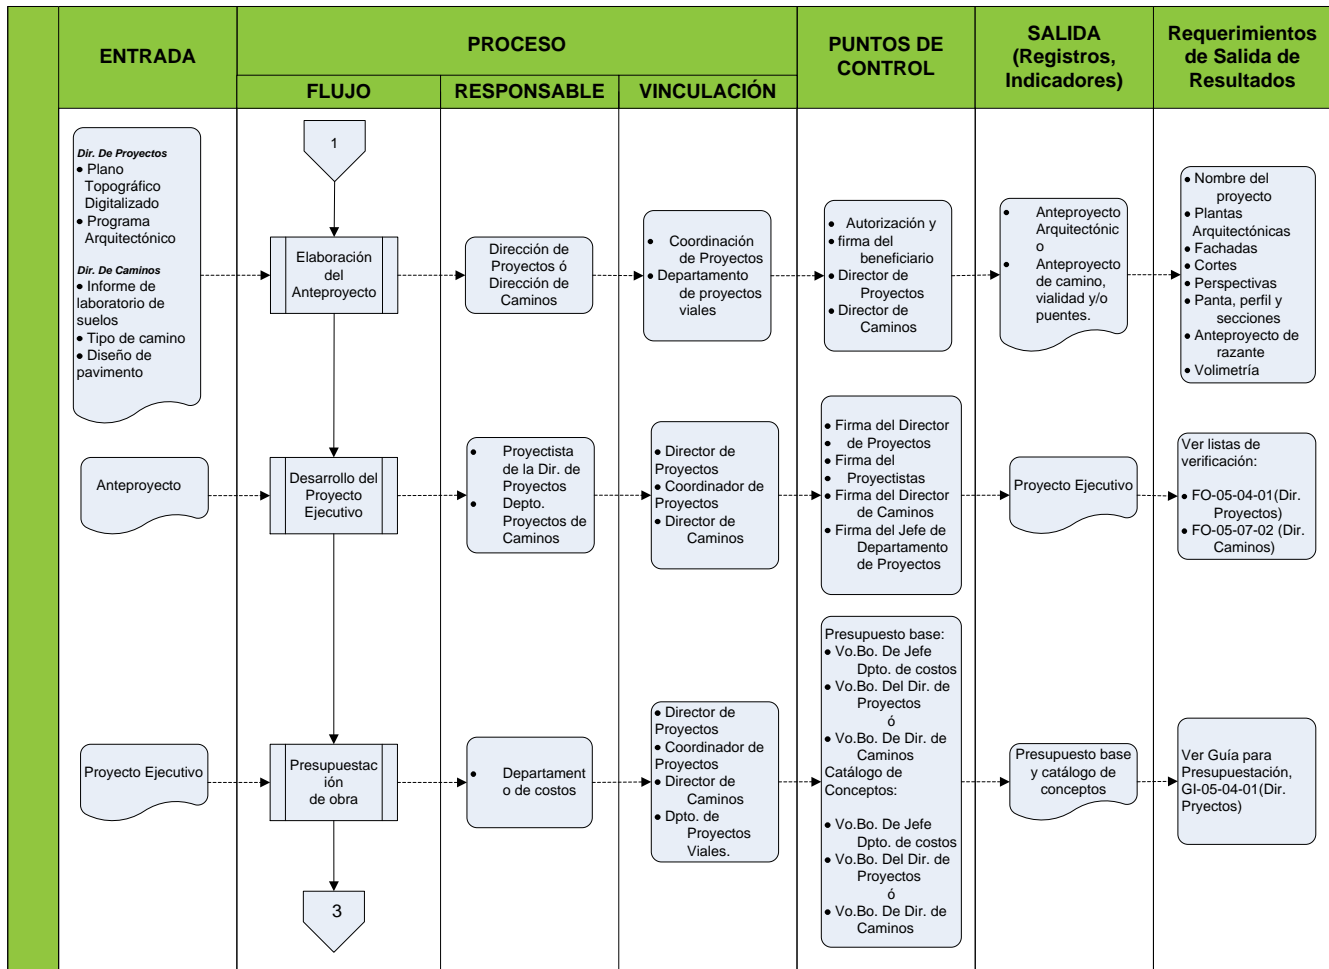 ENTRADA
PROCESO
FLUJO
RESPONSABLE
VINCULACIÓN
PUNTOS DE
CONTROL
SALIDA
(Registros,
Indicadores)
Requerimientos
de Salida de
Resultados
1
Dir. De Proyectos
• Plano
Topográfico
Digitalizado
• Programa
Arquitectónico
Dir. De Caminos
• Informe de
laboratorio de
suelos
• Tipo de camino
• Diseño de
pavimento
Elaboración
del
Anteproyecto
Dirección de
Proyectos ó
Dirección de
Caminos
• Coordinación
de Proyectos
• Departamento
de proyectos
viales
• Autorización y
• firma del
beneficiario
• Director de
Proyectos
• Director de
Caminos
• Anteproyecto
Arquitectónic
o
• Anteproyecto
de camino,
vialidad y/o
puentes.
• Nombre del
proyecto
• Plantas
Arquitectónicas
• Fachadas
• Cortes
• Perspectivas
• Panta, perfil y
secciones
• Anteproyecto de
razante
• Volimetría
Anteproyecto
Desarrollo del
Proyecto
Ejecutivo
• Proyectista
de la Dir. de
Proyectos
• Depto.
Proyectos de
Caminos
• Director de
Proyectos
• Coordinador de
Proyectos
• Director de
Caminos
• Firma del Director
• de Proyectos
• Firma del
• Proyectistas
• Firma del Director
de Caminos
• Firma del Jefe de
Departamento
de Proyectos
Proyecto Ejecutivo
Ver listas de
verificación:
• FO-05-04-01(Dir.
Proyectos)
• FO-05-07-02 (Dir.
Caminos)
Proyecto Ejecutivo
Presupuesta
ción
de obra
• Departament
o de costos
• Director de
Proyectos
• Coordinador de
Proyectos
• Director de
Caminos
• Dpto. de
Proyectos
Viales.
Presupuesto base:
• Vo.Bo. De Jefe
Dpto. de costos
• Vo.Bo. Del Dir. de
Proyectos
ó
• Vo.Bo. De Dir. de
Caminos
Catálogo de
Conceptos:
• Vo.Bo. De Jefe
Dpto. de costos
• Vo.Bo. Del Dir. de
Proyectos
ó
• Vo.Bo. De Dir. de
Caminos
Presupuesto base
y catálogo de
conceptos
Ver Guía para
Presupuestación,
GI-05-04-01(Dir.
Pryectos)
3